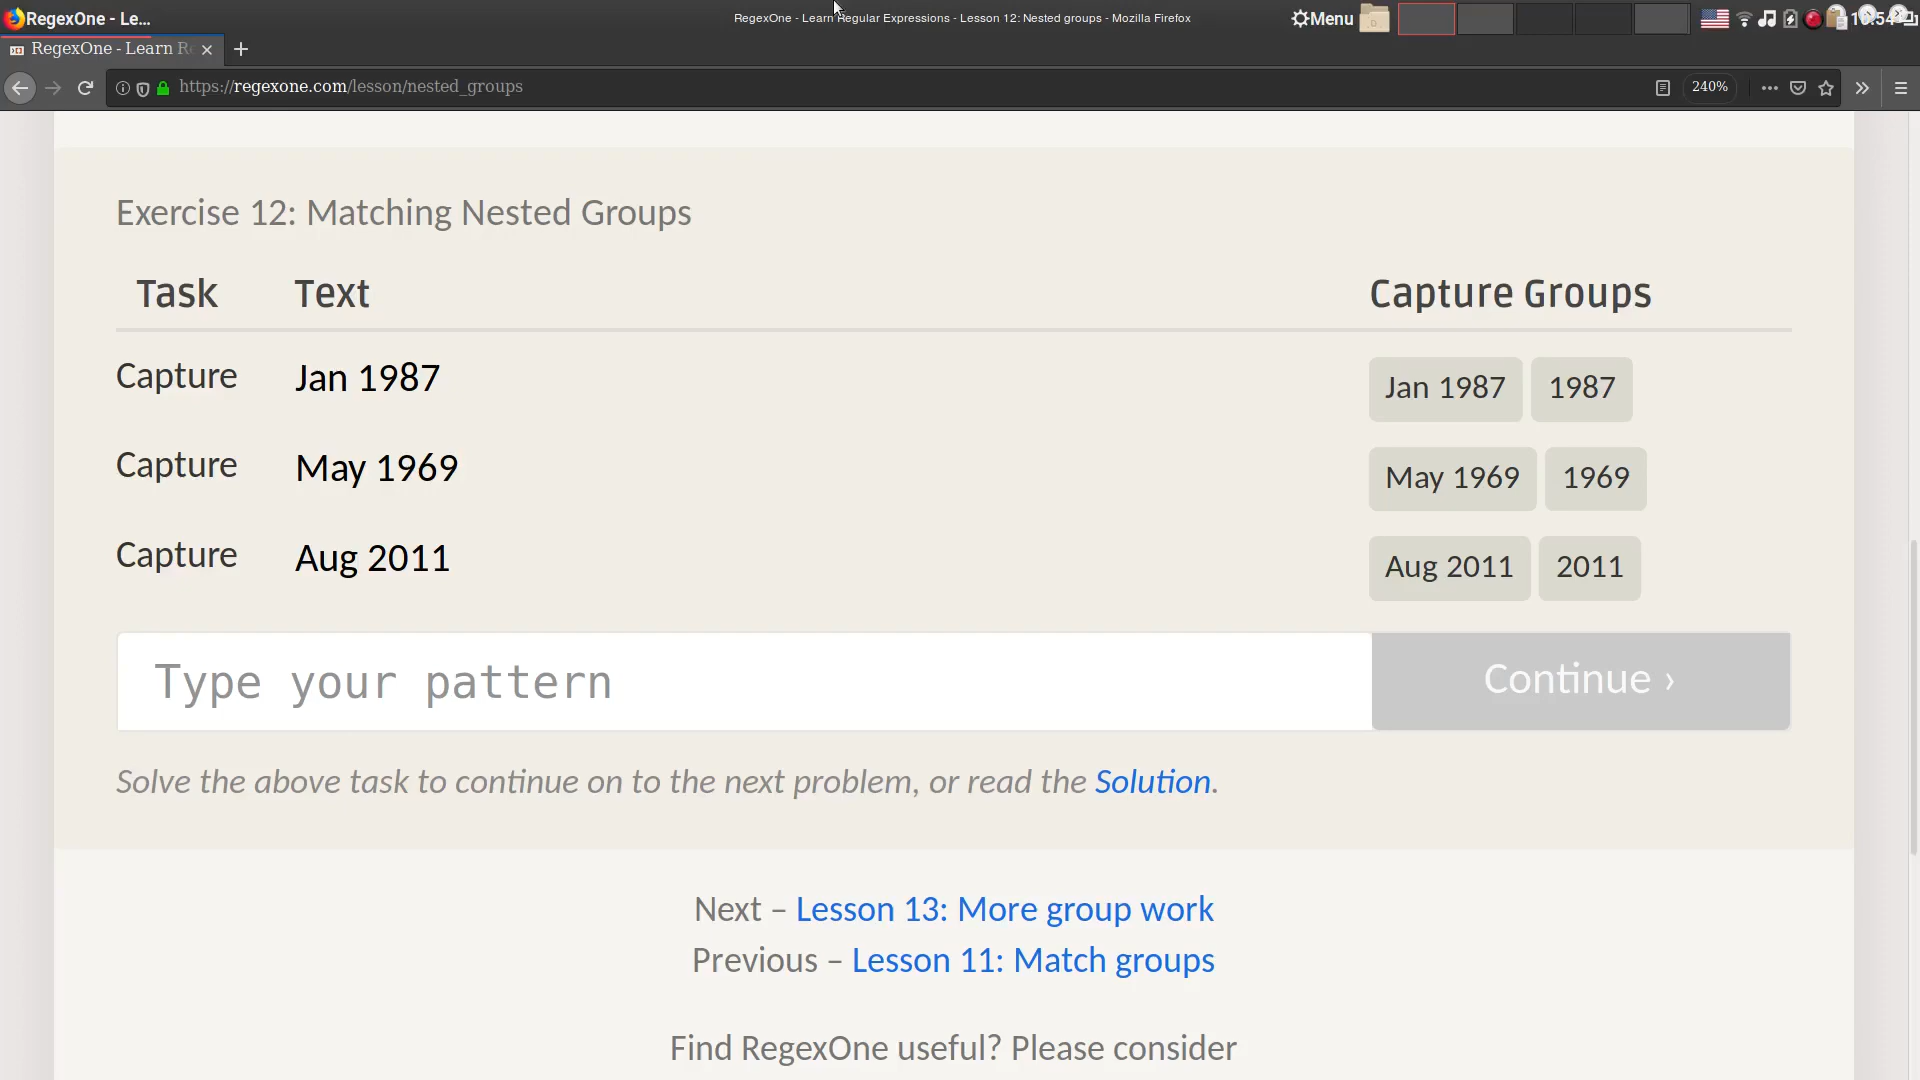 RegexOne - Le...
RegexOne - Learn Regular Expressions - Lesson 12: Nested groups - Mozilla Firefox
Menu
RegexOne - Learn R
https://regexone.com/lesson/nested_groups
240%
Exercise 12: Matching Nested Groups
Task Text Capture Groups
Capture Jan 1987 Jan 1987 1987
Capture May 1969 May 1969 1969
Capture Aug 2011 Aug 2011 2011
Type your pattern Continue ›
Solve the above task to continue on to the next problem, or read the Solution.
Next – Lesson 13: More group work
Previous – Lesson 11: Match groups
Find RegexOne useful? Please consider